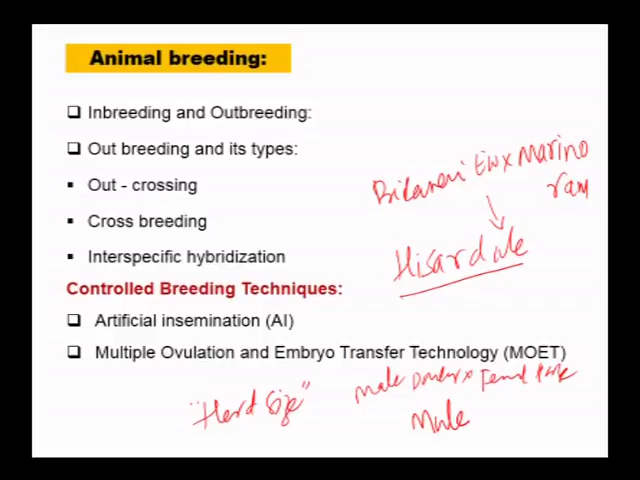 Animal breeding:
❑ Inbreeding and Outbreeding:
❑ Out breeding and its types:
▪ Out - crossing
▪ Cross breeding
▪ Interspecific hybridization
Bikaneri Ewe x Marino
ram
Hisardale
Controlled Breeding Techniques:
❑ Artificial insemination (AI)
❑ Multiple Ovulation and Embryo Transfer Technology (MOET)
"Herd Size"
male Donkey x Femal
Mule